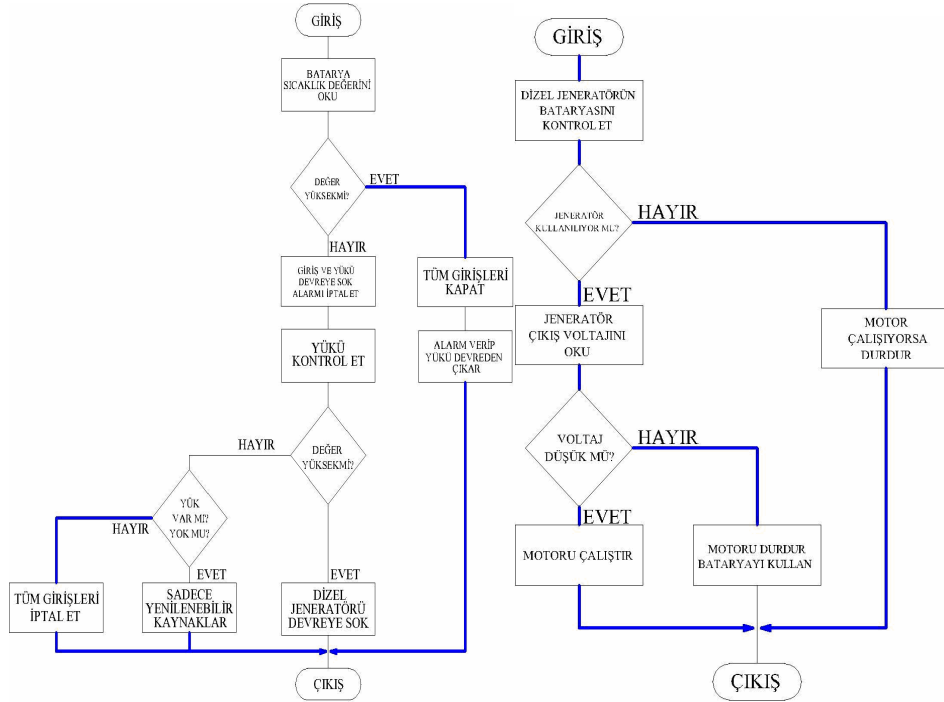 GİRİŞ
BATARYA
SICAKLIK DEĞERİNİ
OKU
DEĞER
YÜKSEKMİ?
EVET
HAYIR
GİRİŞ VE YÜKÜ
DEVREYE SOK
ALARMI İPTAL ET
TÜM GİRİŞLERİ
KAPAT
YÜKÜ
KONTROL ET
ALARM VERİP
YÜKÜ DEVREDEN
ÇIKAR
DEĞER
YÜKSEKMİ?
HAYIR
YÜK
VAR MI?
YOK MU?
HAYIR
EVET
EVET
TÜM GİRİŞLERİ
İPTAL ET
SADECE
YENİLENEBİLİR
KAYNAKLAR
DİZEL
JENERATÖRÜ
DEVREYE SOK
ÇIKIŞ
GİRİŞ
DİZEL JENERATÖRÜN
BATARYASINI
KONTROL ET
JENERATÖR
KULLANILIYOR MU?
HAYIR
EVET
JENERATÖR
ÇIKIŞ VOLTAJINI
OKU
MOTOR
ÇALIŞIYORSA
DURDUR
VOLTAJ
DÜŞÜK MÜ?
HAYIR
EVET
MOTORU ÇALIŞTIR
MOTORU DURDUR
BATARYAYI KULLAN
ÇIKIŞ